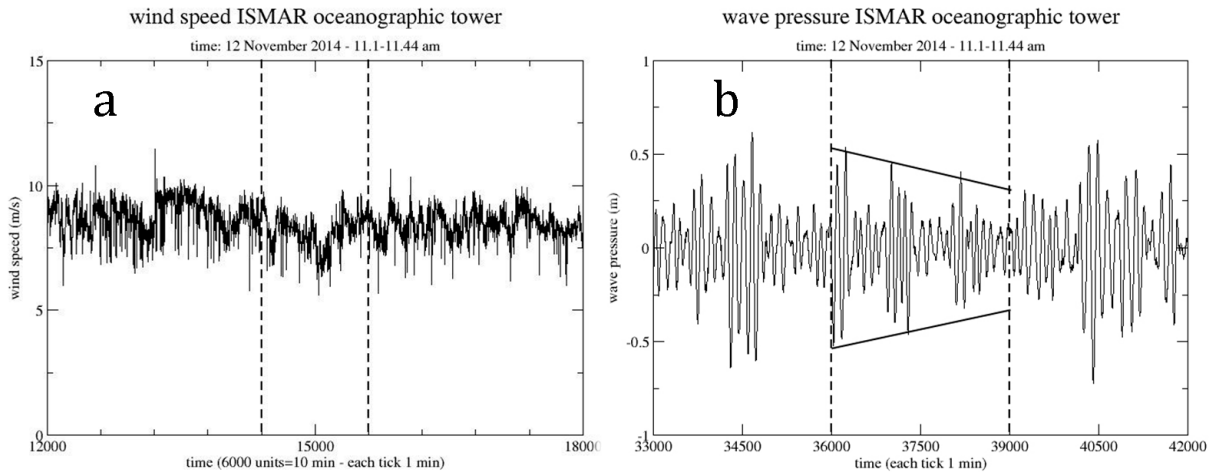 wind speed ISMAR oceanographic tower
time: 12 November 2014 - 11.1-11.44 am
a
15
10
5
0
wind speed (m/s)
12000 15000 18000
time (6000 units=10 min - each tick 1 min)
wave pressure ISMAR oceanographic tower
time: 12 November 2014 - 11.1-11.44 am
b
1
0.5
0
-0.5
-1
wave pressure (m)
33000 34500 36000 37500 39000 40500 42000
time (each tick 1 min)